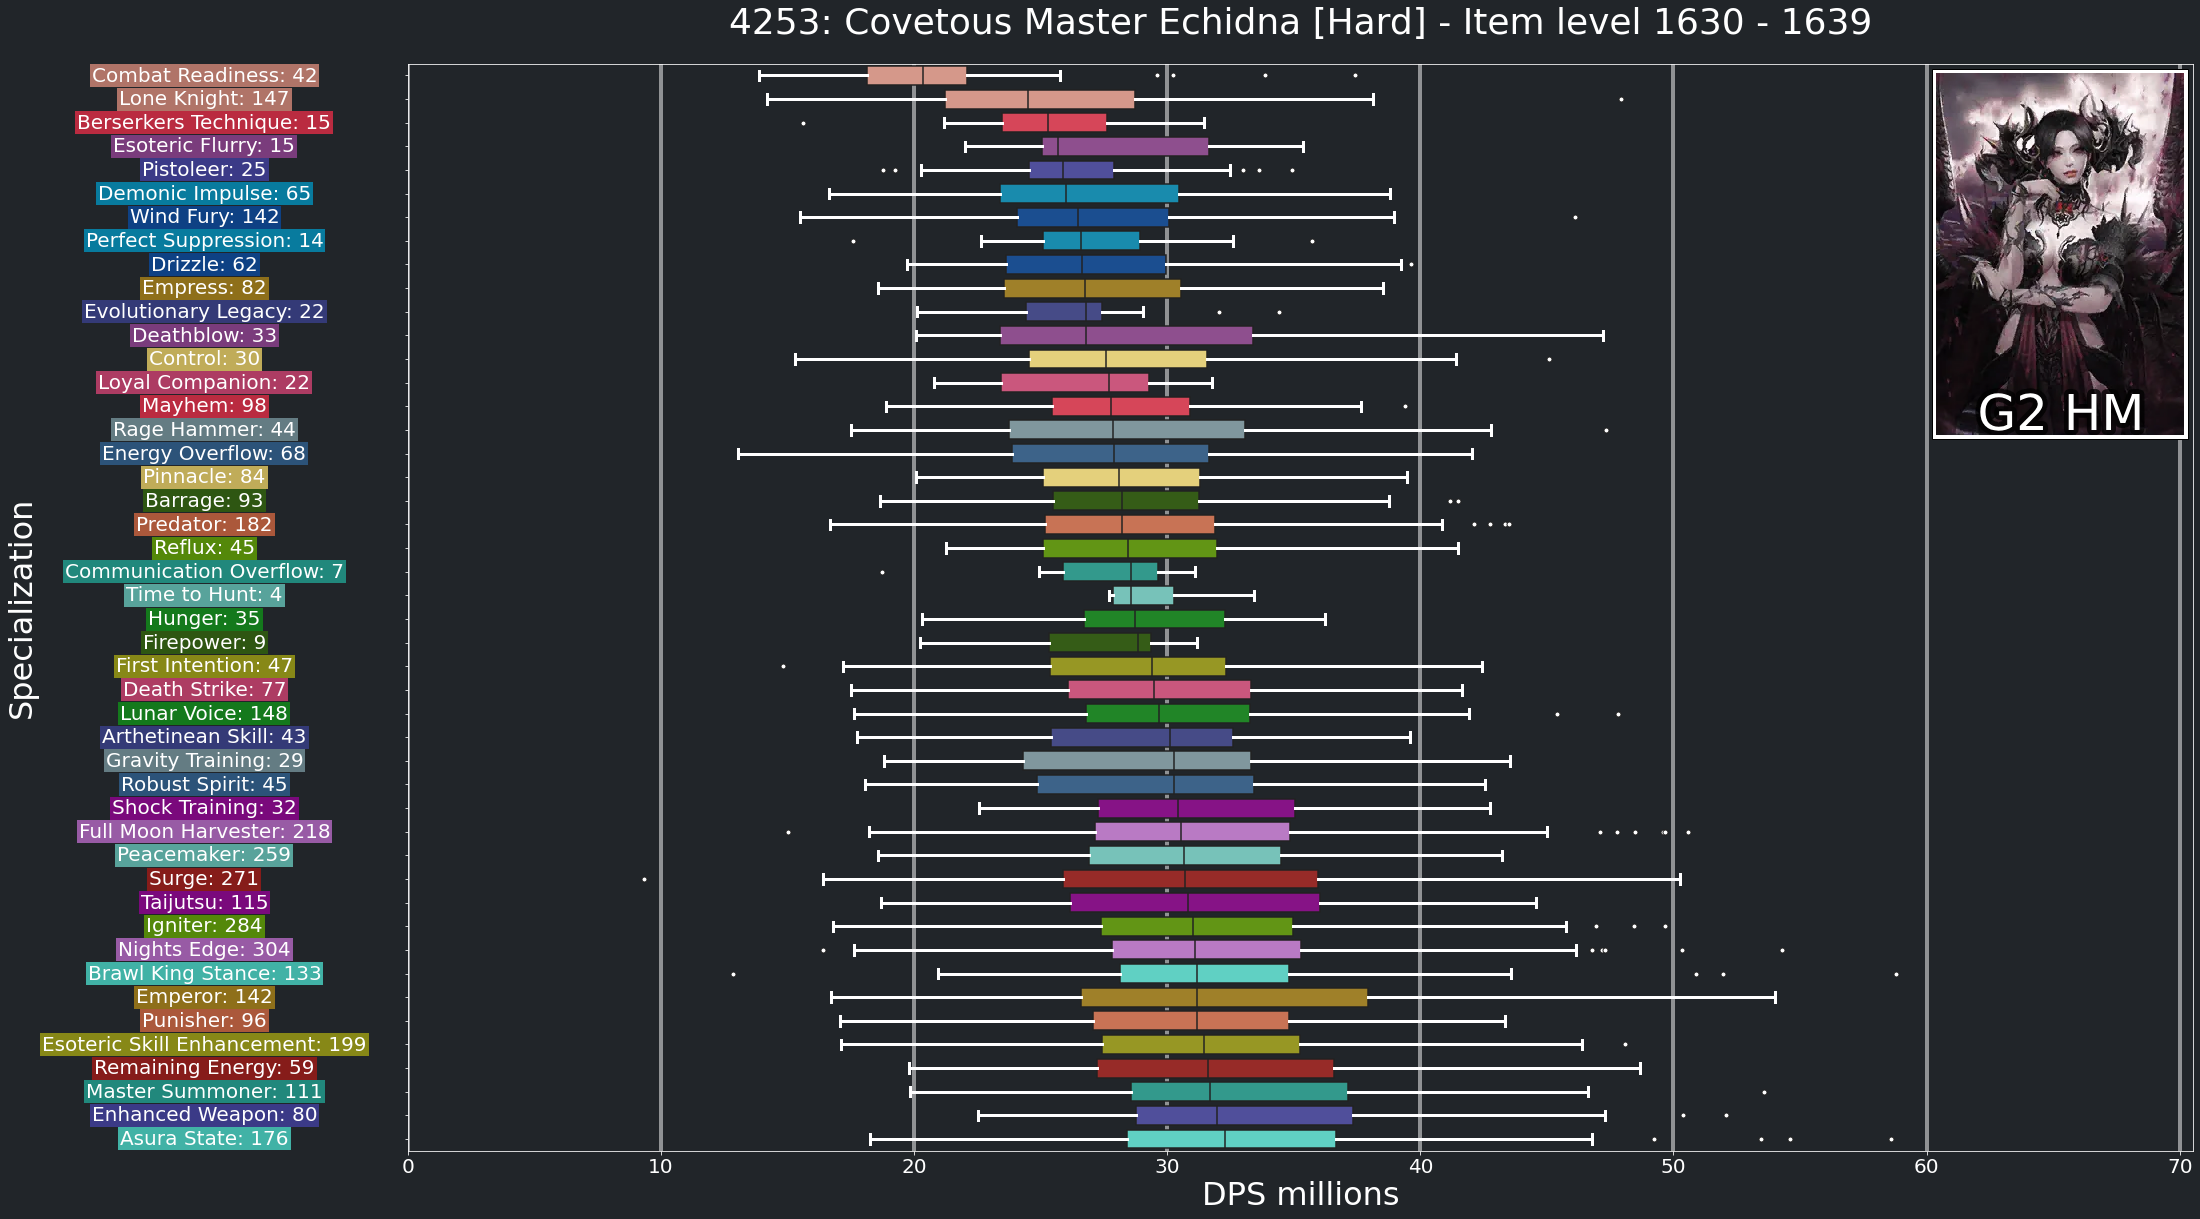 4253: Covetous Master Echidna [Hard] - Item level 1630 - 1639
Combat Readiness: 42
Lone Knight: 147
Berserkers Technique: 15
Esoteric Flurry: 15
Pistoleer: 25
Demonic Impulse: 65
Wind Fury: 142
Perfect Suppression: 14
Drizzle: 62
Empress: 82
Evolutionary Legacy: 22
Deathblow: 33
Control: 30
Loyal Companion: 22
Mayhem: 98
Rage Hammer: 44
Energy Overflow: 68
Pinnacle: 84
Barrage: 93
Predator: 182
Reflux: 45
Communication Overflow: 7
Time to Hunt: 4
Hunger: 35
Firepower: 9
First Intention: 47
Death Strike: 77
Lunar Voice: 148
Arthetinean Skill: 43
Gravity Training: 29
Robust Spirit: 45
Shock Training: 32
Full Moon Harvester: 218
Peacemaker: 259
Surge: 271
Taijutsu: 115
Igniter: 284
Nights Edge: 304
Brawl King Stance: 133
Emperor: 142
Punisher: 96
Esoteric Skill Enhancement: 199
Remaining Energy: 59
Master Summoner: 111
Enhanced Weapon: 80
Asura State: 176
Specialization
G2 HM
0 10 20 30 40 50 60 70
DPS millions